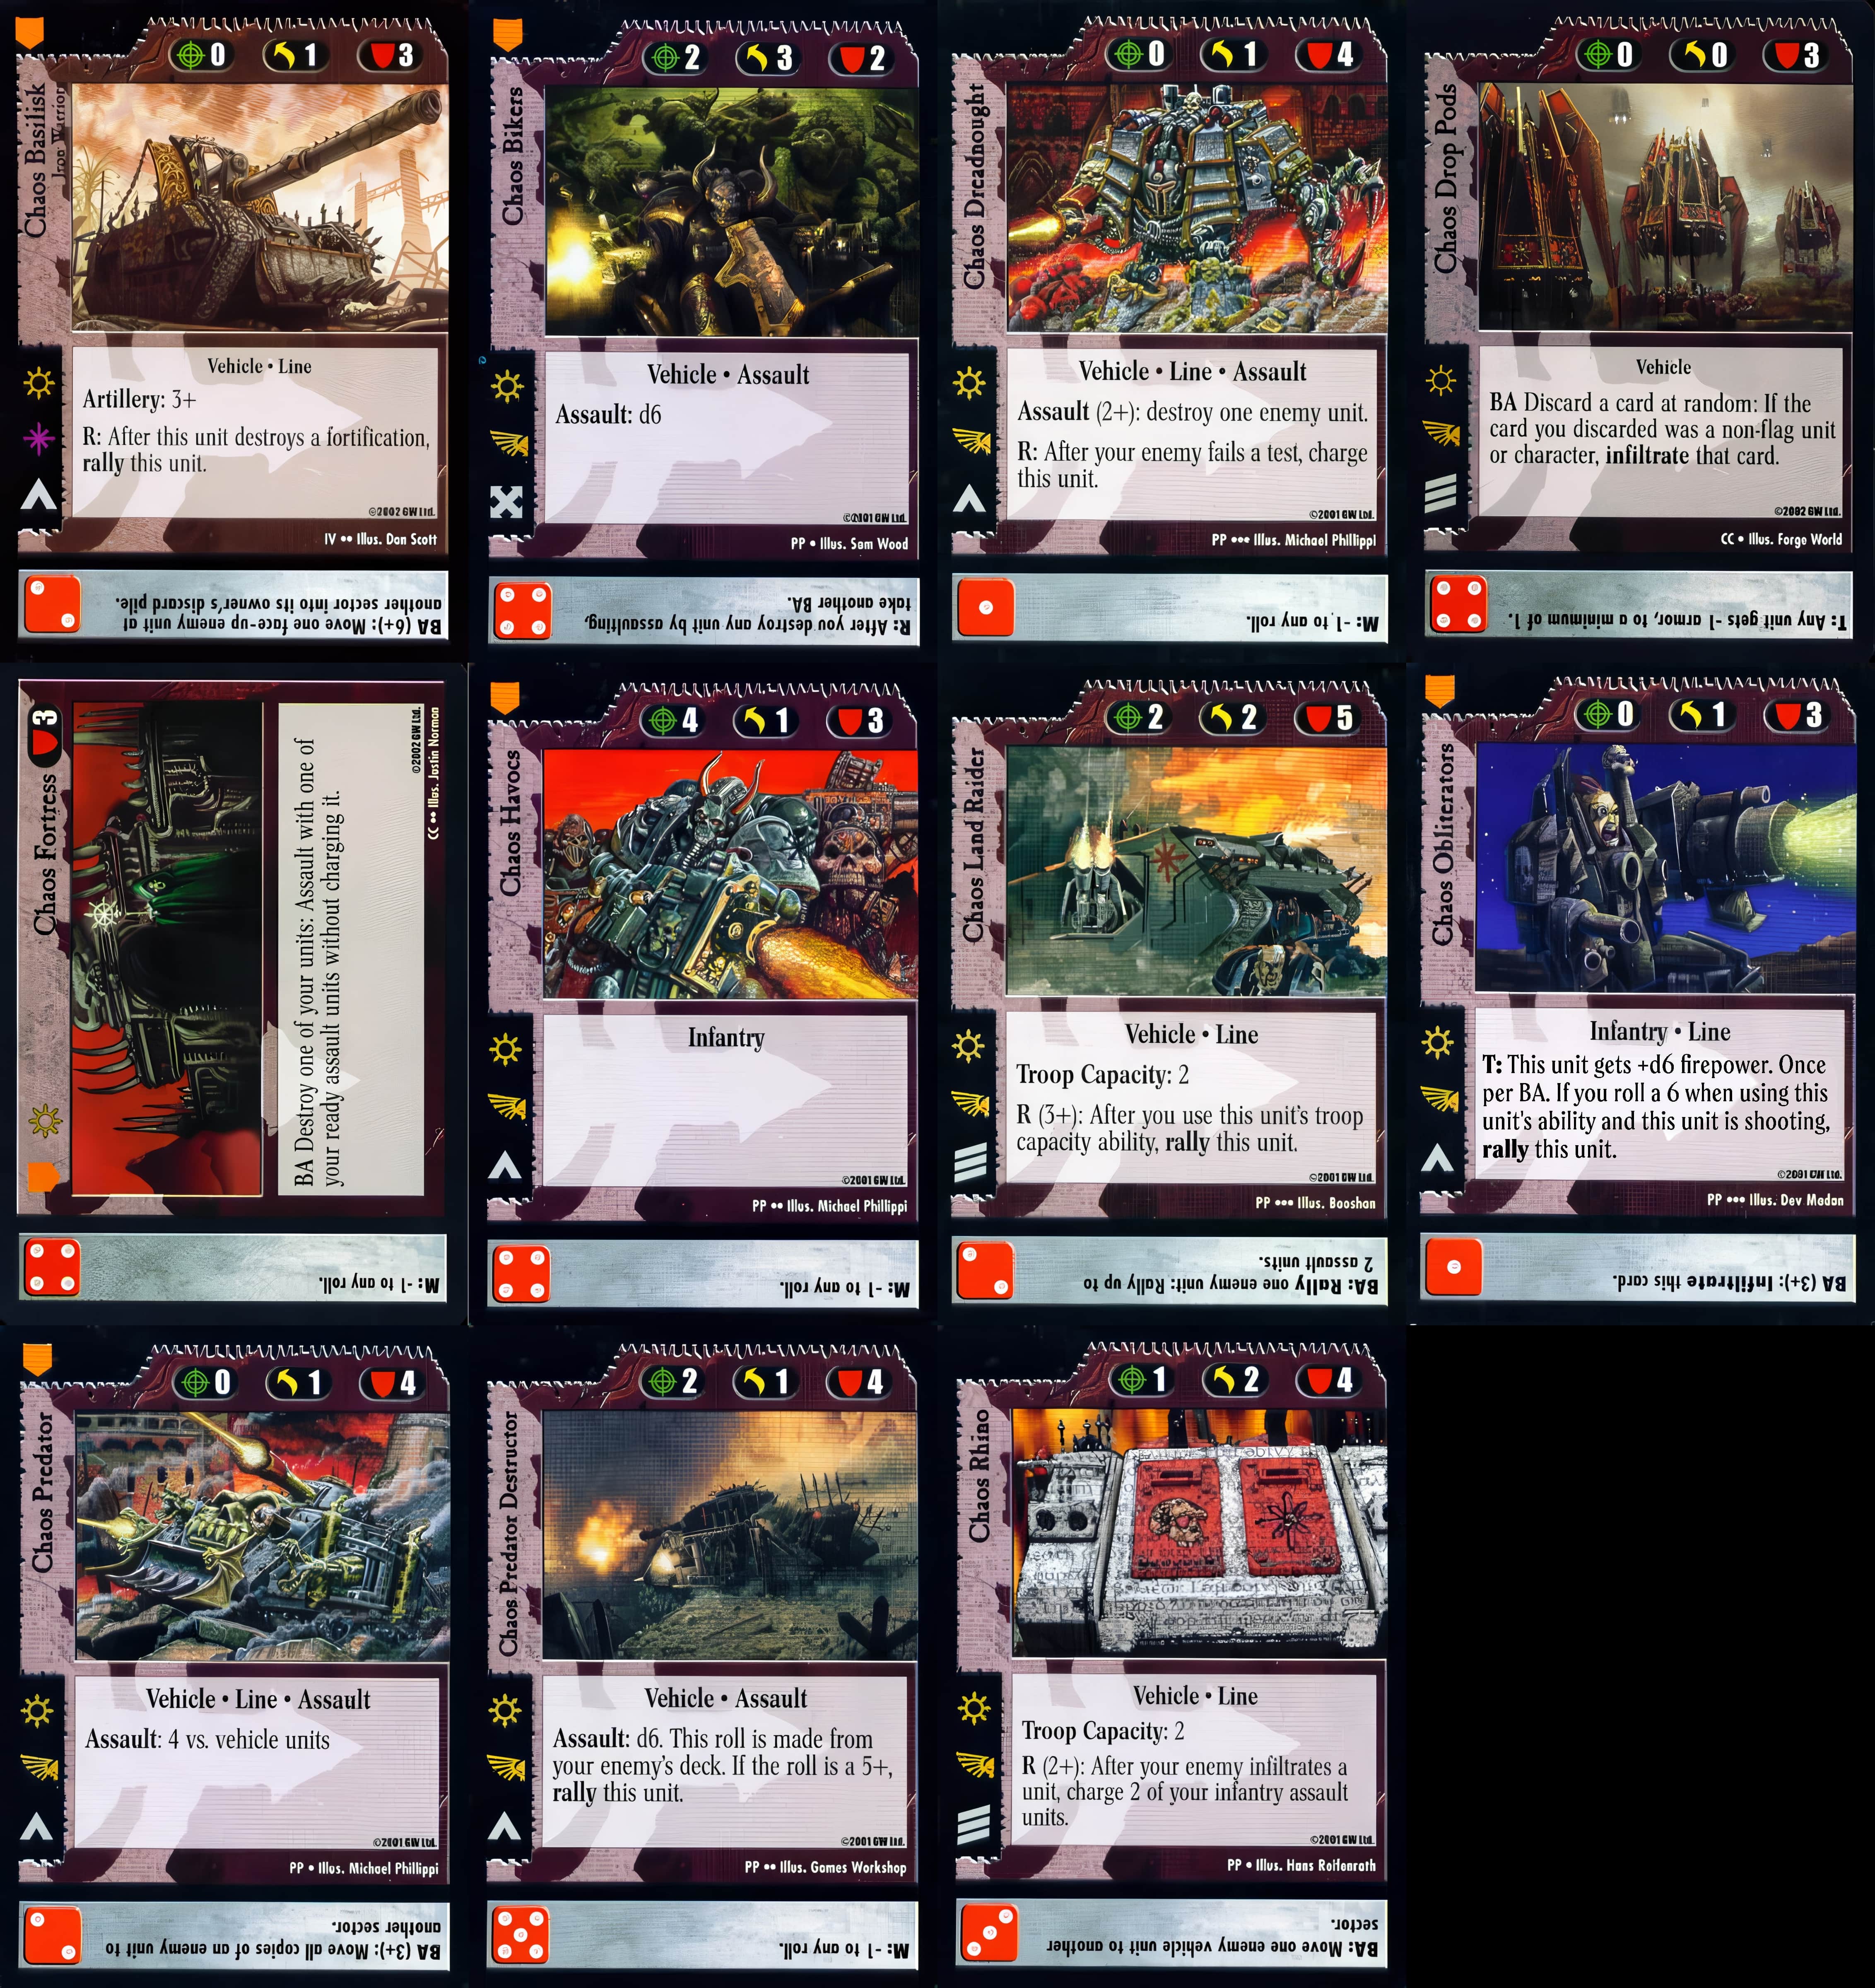 0 1 3
Chaos Basilisk
Iron Warrior
Vehicle • Line
Artillery: 3+
R: After this unit destroys a fortification,
rally this unit.
©2002 GW Ltd.
IV •• Illus. Dan Scott
BA (6+): Move one face-up enemy unit at
another sector into its owner's discard pile.
2 3 2
Chaos Bikers
Vehicle • Assault
Assault: d6
©2001 GW Ltd.
PP • Illus. Sam Wood
R: After you destroy any unit by assaulting,
take another BA.
0 1 4
Chaos Dreadnought
Vehicle • Line • Assault
Assault (2+): destroy one enemy unit.
R: After your enemy fails a test, charge
this unit.
©2001 GW Ltd.
PP ••• Illus. Michael Phillippi
M: -1 to any roll.
0 0 3
Chaos Drop Pods
Vehicle
BA Discard a card at random: If the
card you discarded was a non-flag unit
or character, infiltrate that card.
©2002 GW Ltd.
CC • Illus. Forge World
T: Any unit gets -1 armor, to a minimum of 1.
Chaos Fortress 3
BA Destroy one of your units: Assault with one of
your ready assault units without charging it.
©2002 GW Ltd.
CC •• Illus. Justin Norman
M: -1 to any roll.
4 1 3
Chaos Havocs
Infantry
©2001 GW Ltd.
PP •• Illus. Michael Phillippi
M: -1 to any roll.
2 2 5
Chaos Land Raider
Vehicle • Line
Troop Capacity: 2
R (3+): After you use this unit's troop
capacity ability, rally this unit.
©2001 GW Ltd.
PP ••• Illus. Booshan
BA: Rally one enemy unit: Rally up to
2 assault units.
0 1 3
Chaos Obliterators
Infantry • Line
T: This unit gets +d6 firepower. Once
per BA. If you roll a 6 when using this
unit's ability and this unit is shooting,
rally this unit.
©2001 GW Ltd.
PP ••• Illus. Dev Madan
BA (3+): Infiltrate this card.
0 1 4
Chaos Predator
Vehicle • Line • Assault
Assault: 4 vs. vehicle units
©2001 GW Ltd.
PP • Illus. Michael Phillippi
BA (3+): Move all copies of an enemy unit to
another sector.
2 1 4
Chaos Predator Destructor
Vehicle • Assault
Assault: d6. This roll is made from
your enemy's deck. If the roll is a 5+,
rally this unit.
©2001 GW Ltd.
PP •• Illus. Games Workshop
M: -1 to any roll.
1 2 4
Chaos Rhino
Vehicle • Line
Troop Capacity: 2
R (2+): After your enemy infiltrates a
unit, charge 2 of your infantry assault
units.
©2001 GW Ltd.
PP • Illus. Hans Reifenrath
BA: Move one enemy vehicle unit to another
sector.